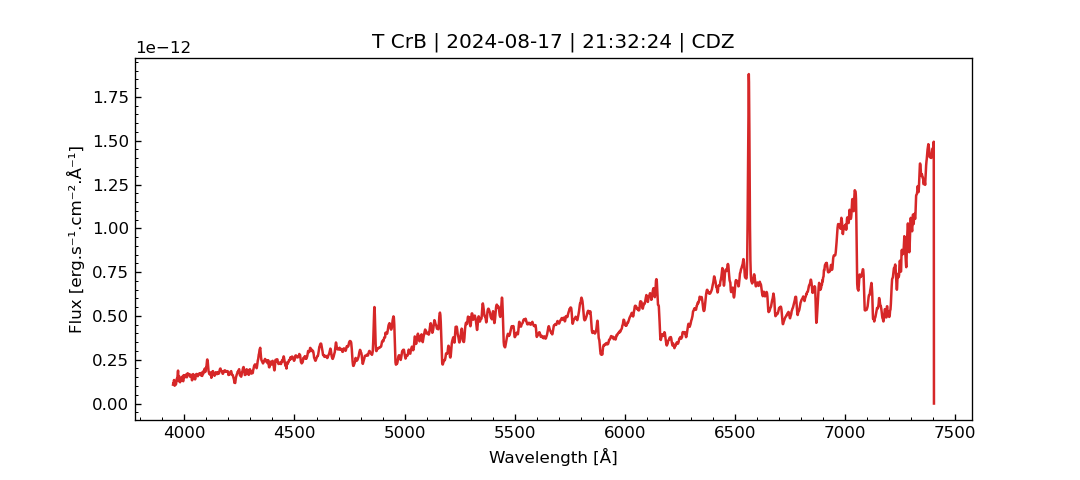 T CrB | 2024-08-17 | 21:32:24 | CDZ
1e−12
1.75
1.50
1.25
1.00
0.75
0.50
0.25
0.00
Flux [erg.s⁻¹.cm⁻².Å⁻¹]
4000 4500 5000 5500 6000 6500 7000 7500
Wavelength [Å]